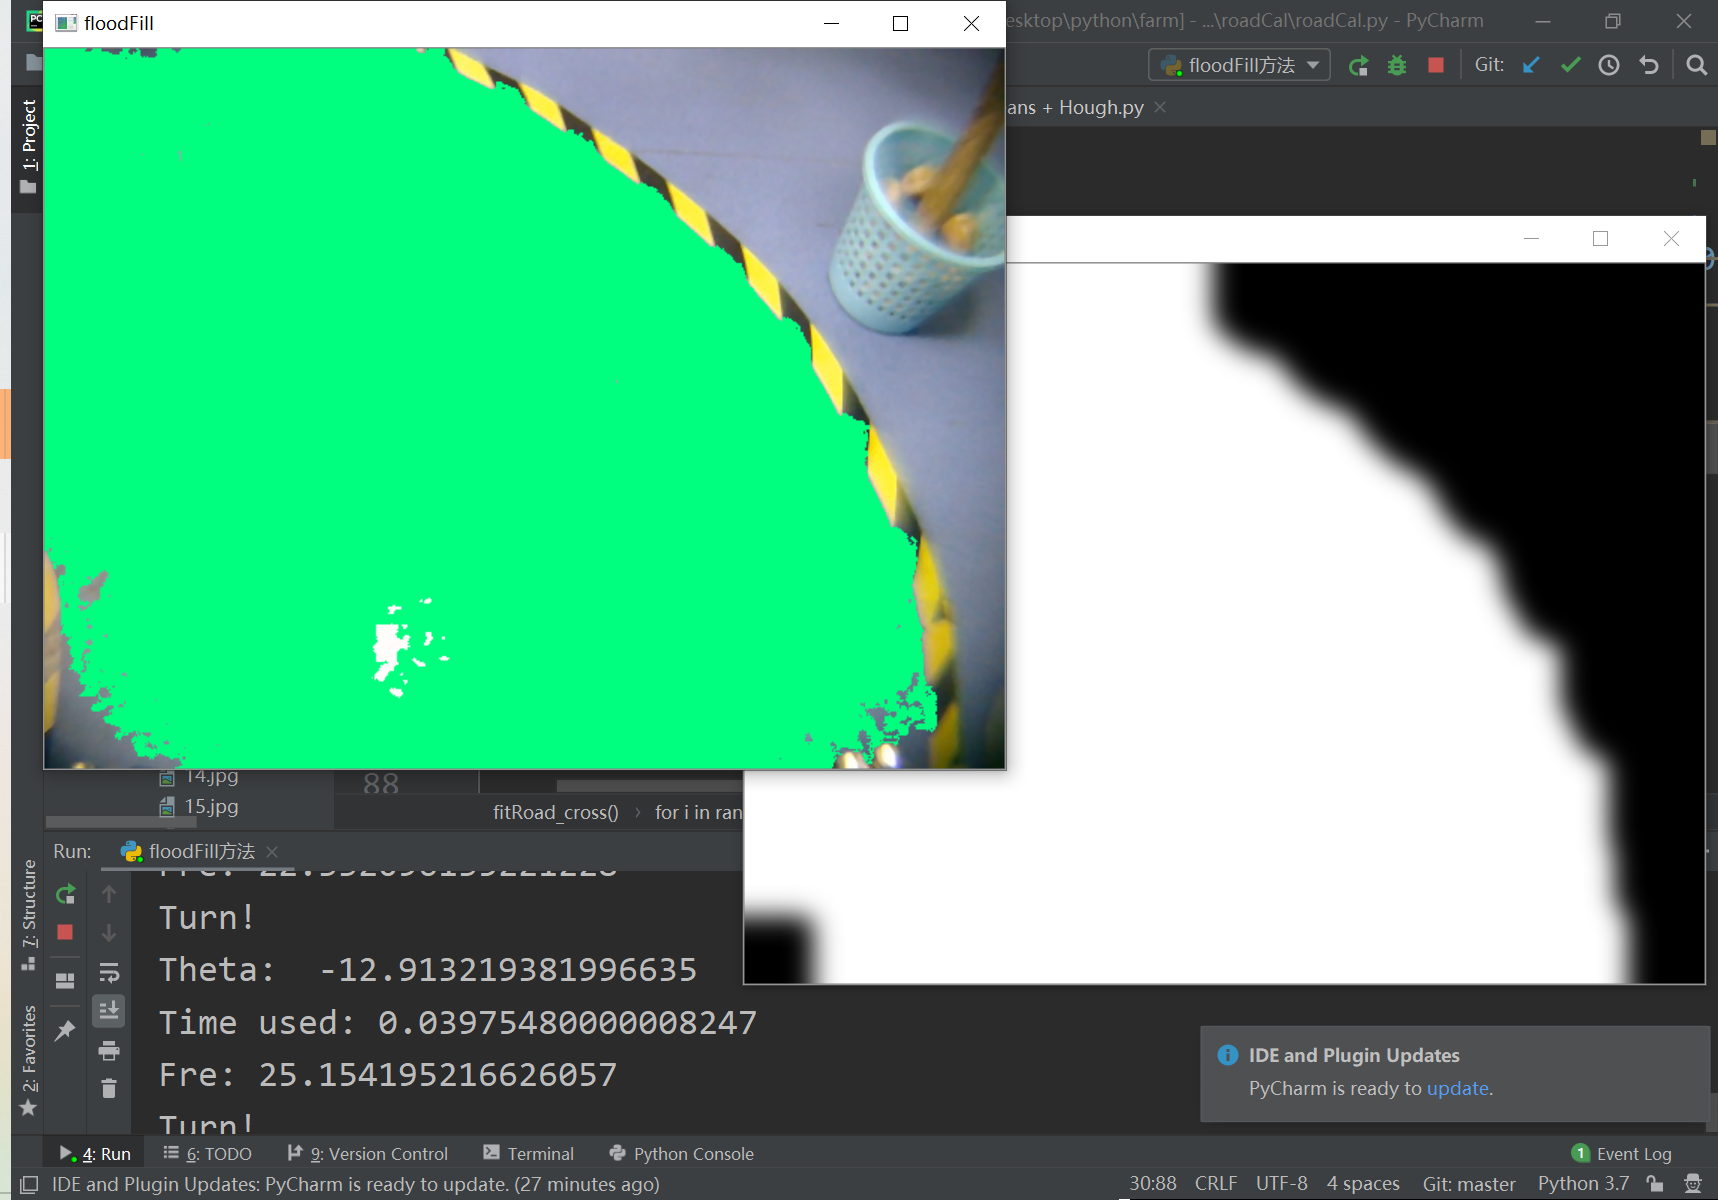 floodFill
esktop\python\farm] - ...\roadCal\roadCal.py - PyCharm
floodFill方法
Git:
ans + Hough.py
1: Project
14.jpg
88
15.jpg
fitRoad_cross()
for i in ran
Run:
floodFill方法
Turn!
Theta:  -12.913219381996635
Time used: 0.03975480000008247
Fre: 25.154195216626057
Turn!
7: Structure
2: Favorites
IDE and Plugin Updates
PyCharm is ready to update.
4: Run
6: TODO
9: Version Control
Terminal
Python Console
1 Event Log
IDE and Plugin Updates: PyCharm is ready to update. (27 minutes ago)
30:88
CRLF
UTF-8
4 spaces
Git: master
Python 3.7